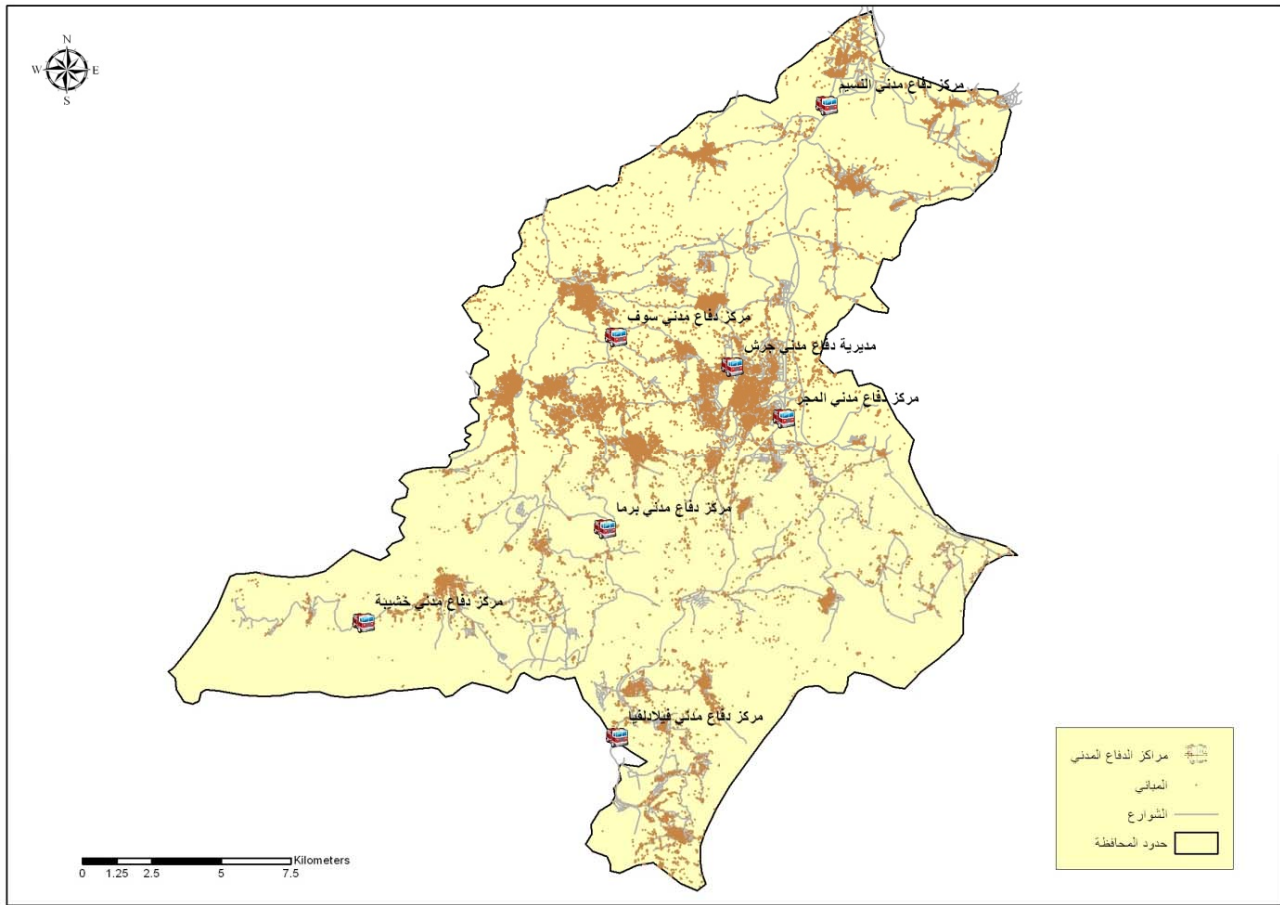 N
W E
S
مركز دفاع مدني النسيم
مركز دفاع مدني سوف
مديرية دفاع مدني جرش
مركز دفاع مدني المجر
مركز دفاع مدني برما
مركز دفاع مدني خشيبة
مركز دفاع مدني فيلادلفيا
مراكز الدفاع المدني
المباني
الشوارع
حدود المحافظة
Kilometers
0 1.25 2.5 5 7.5